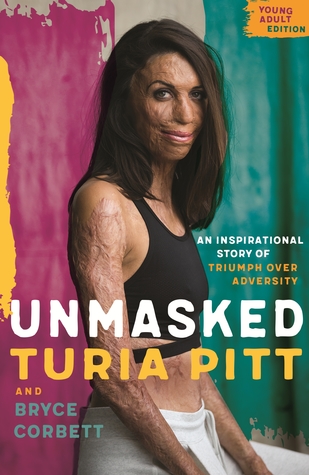 YOUNG
ADULT
EDITION
AN INSPIRATIONAL
STORY OF
TRIUMPH OVER
ADVERSITY
UNMASKED
TURIA PITT
AND
BRYCE
CORBETT